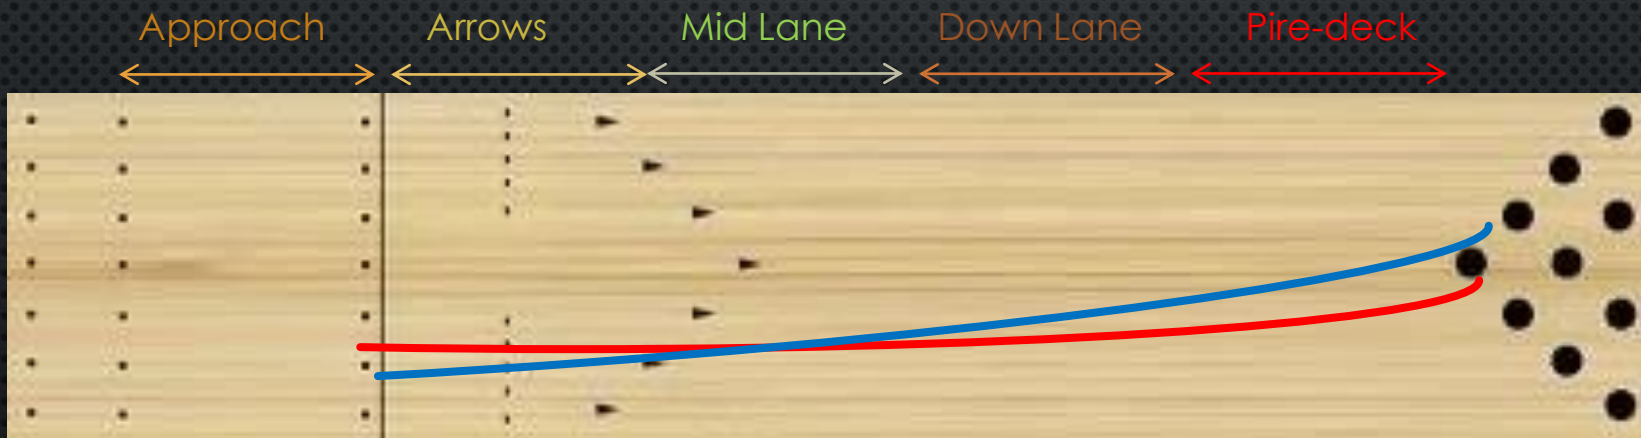 Approach
Arrows
Mid Lane
Down Lane
Pire-deck